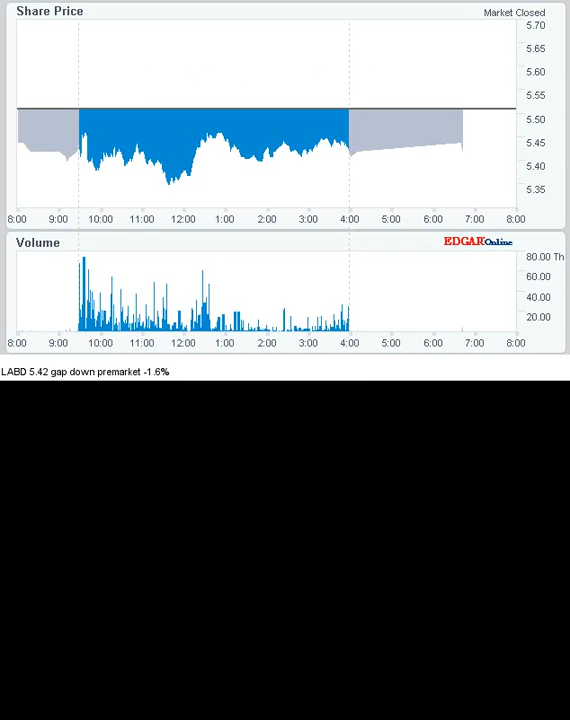 Share Price
Market Closed
5.70
5.65
5.60
5.55
5.50
5.45
5.40
5.35
8:00 9:00 10:00 11:00 12:00 1:00 2:00 3:00 4:00 5:00 6:00 7:00 8:00
Volume
EDGAROnline
80.00 Th
60.00
40.00
20.00
8:00 9:00 10:00 11:00 12:00 1:00 2:00 3:00 4:00 5:00 6:00 7:00 8:00
LABD 5.42 gap down premarket -1.6%